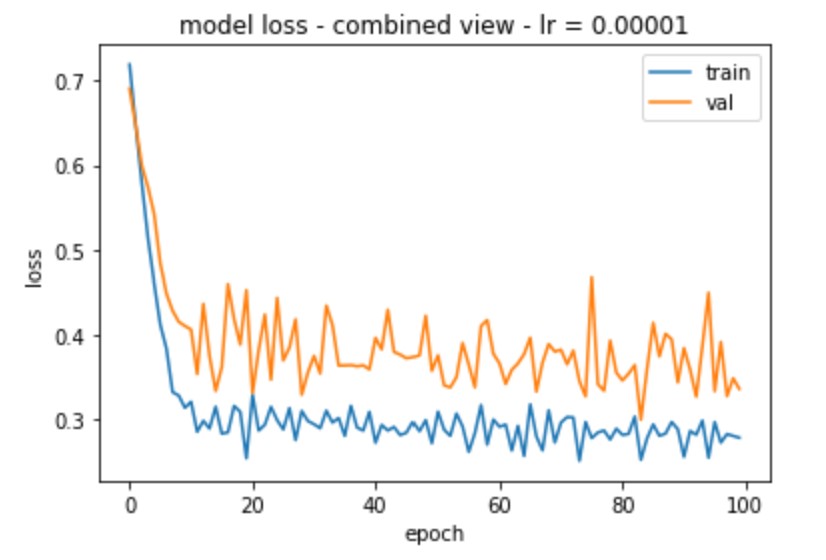 model loss - combined view - lr = 0.00001
train
val
0.7
0.6
0.5
0.4
0.3
loss
0 20 40 60 80 100
epoch